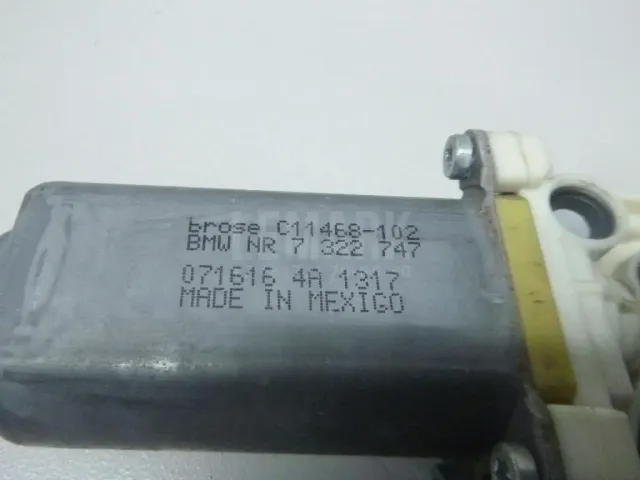 brose C11468-102
BMW NR 7 322 747
071616 4A 1317
MADE IN MEXICO